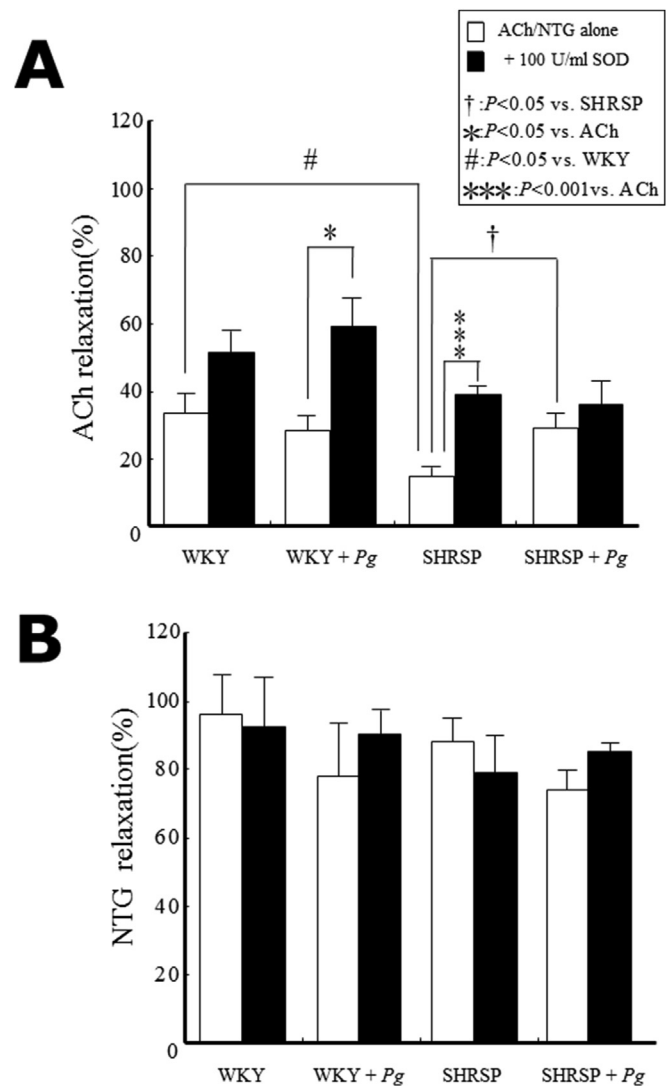 ACh/NTG alone
+ 100 U/ml SOD
†:P<0.05 vs. SHRSP
*:P<0.05 vs. ACh
#:P<0.05 vs. WKY
***:P<0.001vs. ACh
A
ACh relaxation(%)
120
100
80
60
40
20
0
#
*
***
†
WKY
WKY + Pg
SHRSP
SHRSP + Pg
B
NTG relaxation(%)
120
100
80
60
40
20
0
WKY
WKY + Pg
SHRSP
SHRSP + Pg